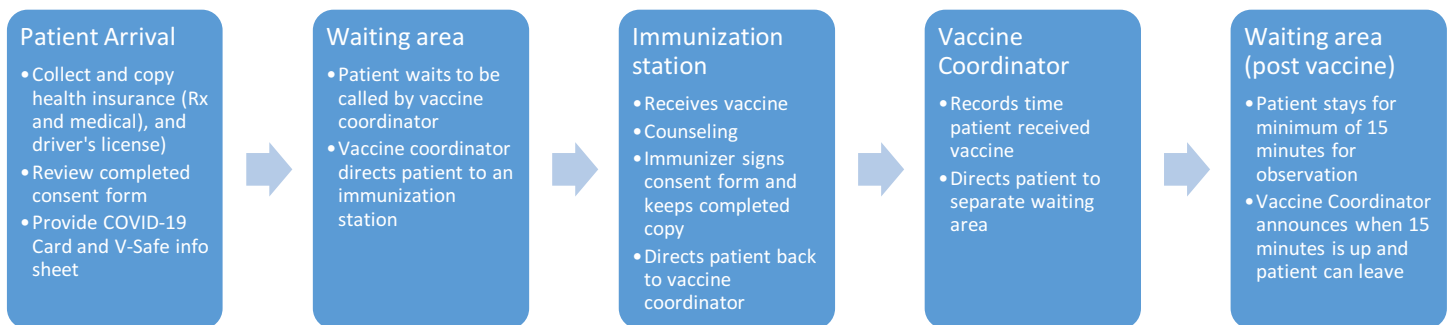 Patient Arrival
•Collect and copy
health insurance (Rx
and medical), and
driver's license)
•Review completed
consent form
•Provide COVID-19
Card and V-Safe info
sheet
Waiting area
•Patient waits to be
called by vaccine
coordinator
•Vaccine coordinator
directs patient to an
immunization
station
Immunization
station
•Receives vaccine
•Counseling
•Immunizer signs
consent form and
keeps completed
copy
•Directs patient back
to vaccine
coordinator
Vaccine
Coordinator
•Records time
patient received
vaccine
•Directs patient to
separate waiting
area
Waiting area
(post vaccine)
•Patient stays for
minimum of 15
minutes for
observation
•Vaccine Coordinator
announces when 15
minutes is up and
patient can leave